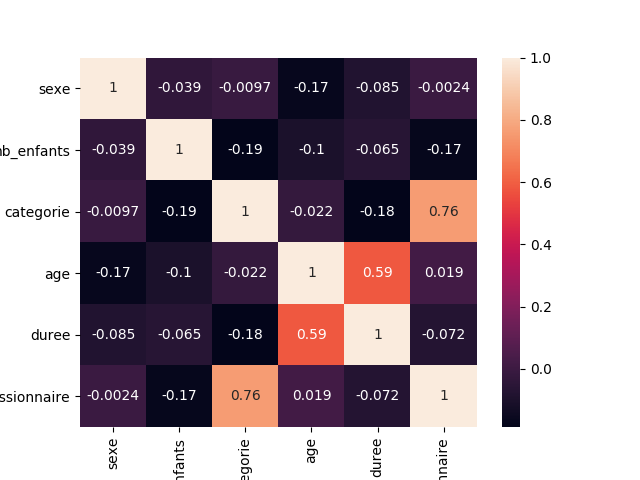 sexe 1 -0.039 -0.0097 -0.17 -0.085 -0.0024
nb_enfants -0.039 1 -0.19 -0.1 -0.065 -0.17
categorie -0.0097 -0.19 1 -0.022 -0.18 0.76
age -0.17 -0.1 -0.022 1 0.59 0.019
duree -0.085 -0.065 -0.18 0.59 1 -0.072
ssionnaire -0.0024 -0.17 0.76 0.019 -0.072 1
sexe
nfants
egorie
age
duree
nnaire
1.0
0.8
0.6
0.4
0.2
0.0